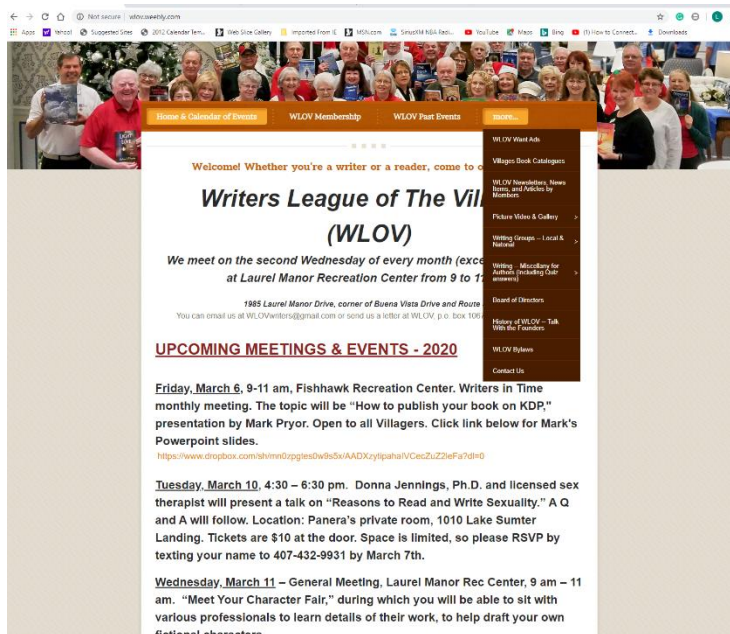 Not secure | wlov.weebly.com
Apps Yahoo! Suggested Sites 2012 Calendar Tem... Web Slice Gallery Imported From IE MSN.com SiriusXM NBA Radi... YouTube Maps Bing (1) How to Connect... Downloads
Home & Calendar of Events WLOV Membership WLOV Past Events more...
WLOV Want Ads
Villages Book Catalogues
WLOV Newsletters, News
Items, and Articles by
Members
Picture Video & Gallery >
Writing Groups -- Local &
National >
Writing -- Miscellany for
Authors (including Quiz
answers) >
Board of Directors
History of WLOV -- Talk
With the Founders
WLOV Bylaws
Contact Us
Welcome! Whether you're a writer or a reader, come to o
Writers League of The Vil
(WLOV)
We meet on the second Wednesday of every month (exce
at Laurel Manor Recreation Center from 9 to 1
1985 Laurel Manor Drive, corner of Buena Vista Drive and Route
You can email us at WLOVwriters@gmail.com or send us a letter at WLOV, p.o. box 106
UPCOMING MEETINGS & EVENTS - 2020
Friday, March 6, 9-11 am, Fishhawk Recreation Center. Writers in Time
monthly meeting. The topic will be “How to publish your book on KDP,"
presentation by Mark Pryor. Open to all Villagers. Click link below for Mark's
Powerpoint slides.
Tuesday, March 10, 4:30 – 6:30 pm. Donna Jennings, Ph.D. and licensed sex
therapist will present a talk on “Reasons to Read and Write Sexuality.” A Q
and A will follow. Location: Panera's private room, 1010 Lake Sumter
Landing. Tickets are $10 at the door. Space is limited, so please RSVP by
texting your name to 407-432-9931 by March 7th.
Wednesday, March 11 – General Meeting, Laurel Manor Rec Center, 9 am – 11
am. “Meet Your Character Fair,” during which you will be able to sit with
various professionals to learn details of their work, to help draft your own
fictional characters.